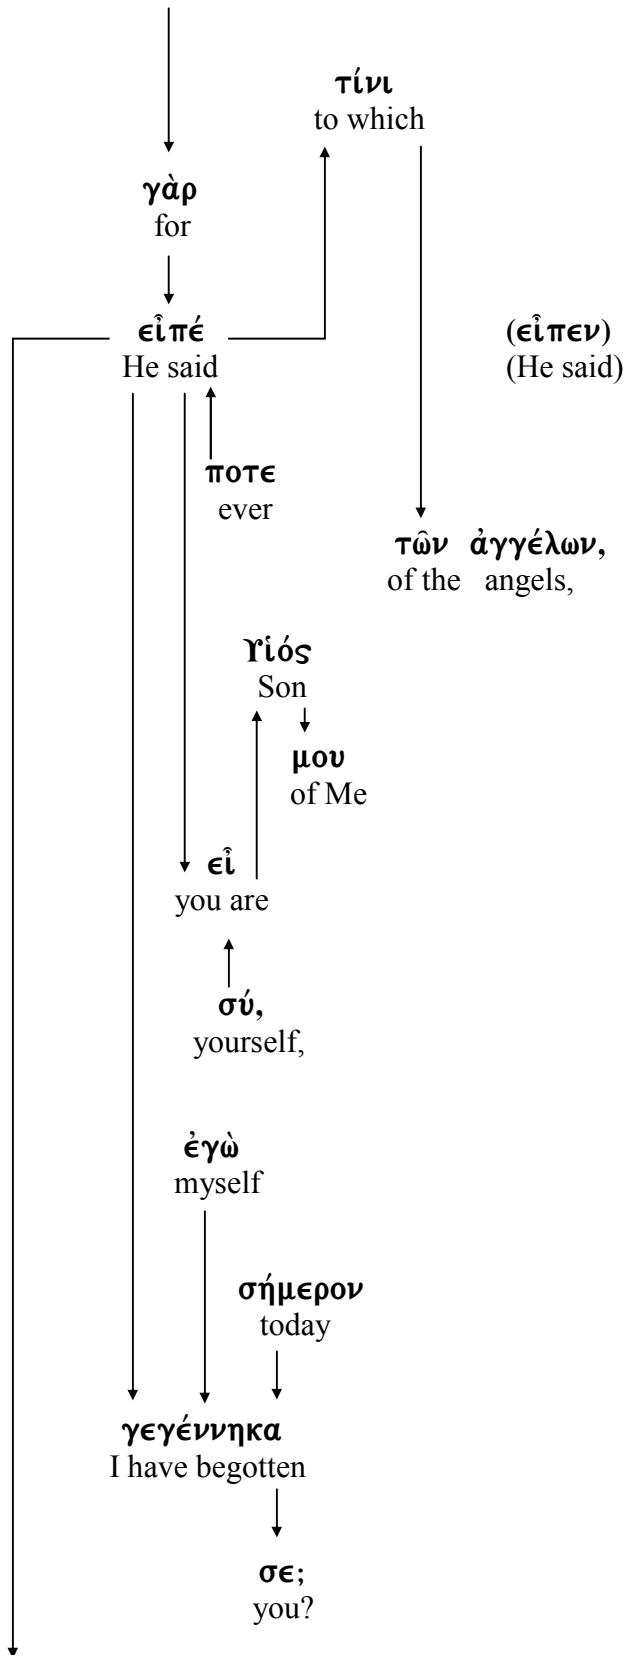 τίνι
to which
γὰρ
for
εἶπέ
He said
(εἶπεν)
(He said)
ποτε
ever
τῶν ἀγγέλων,
of the angels,
Υἱός
Son
μου
of Me
εἶ
you are
σύ,
yourself,
ἐγὼ
myself
σήμερον
today
γεγέννηκα
I have begotten
σε;
you?